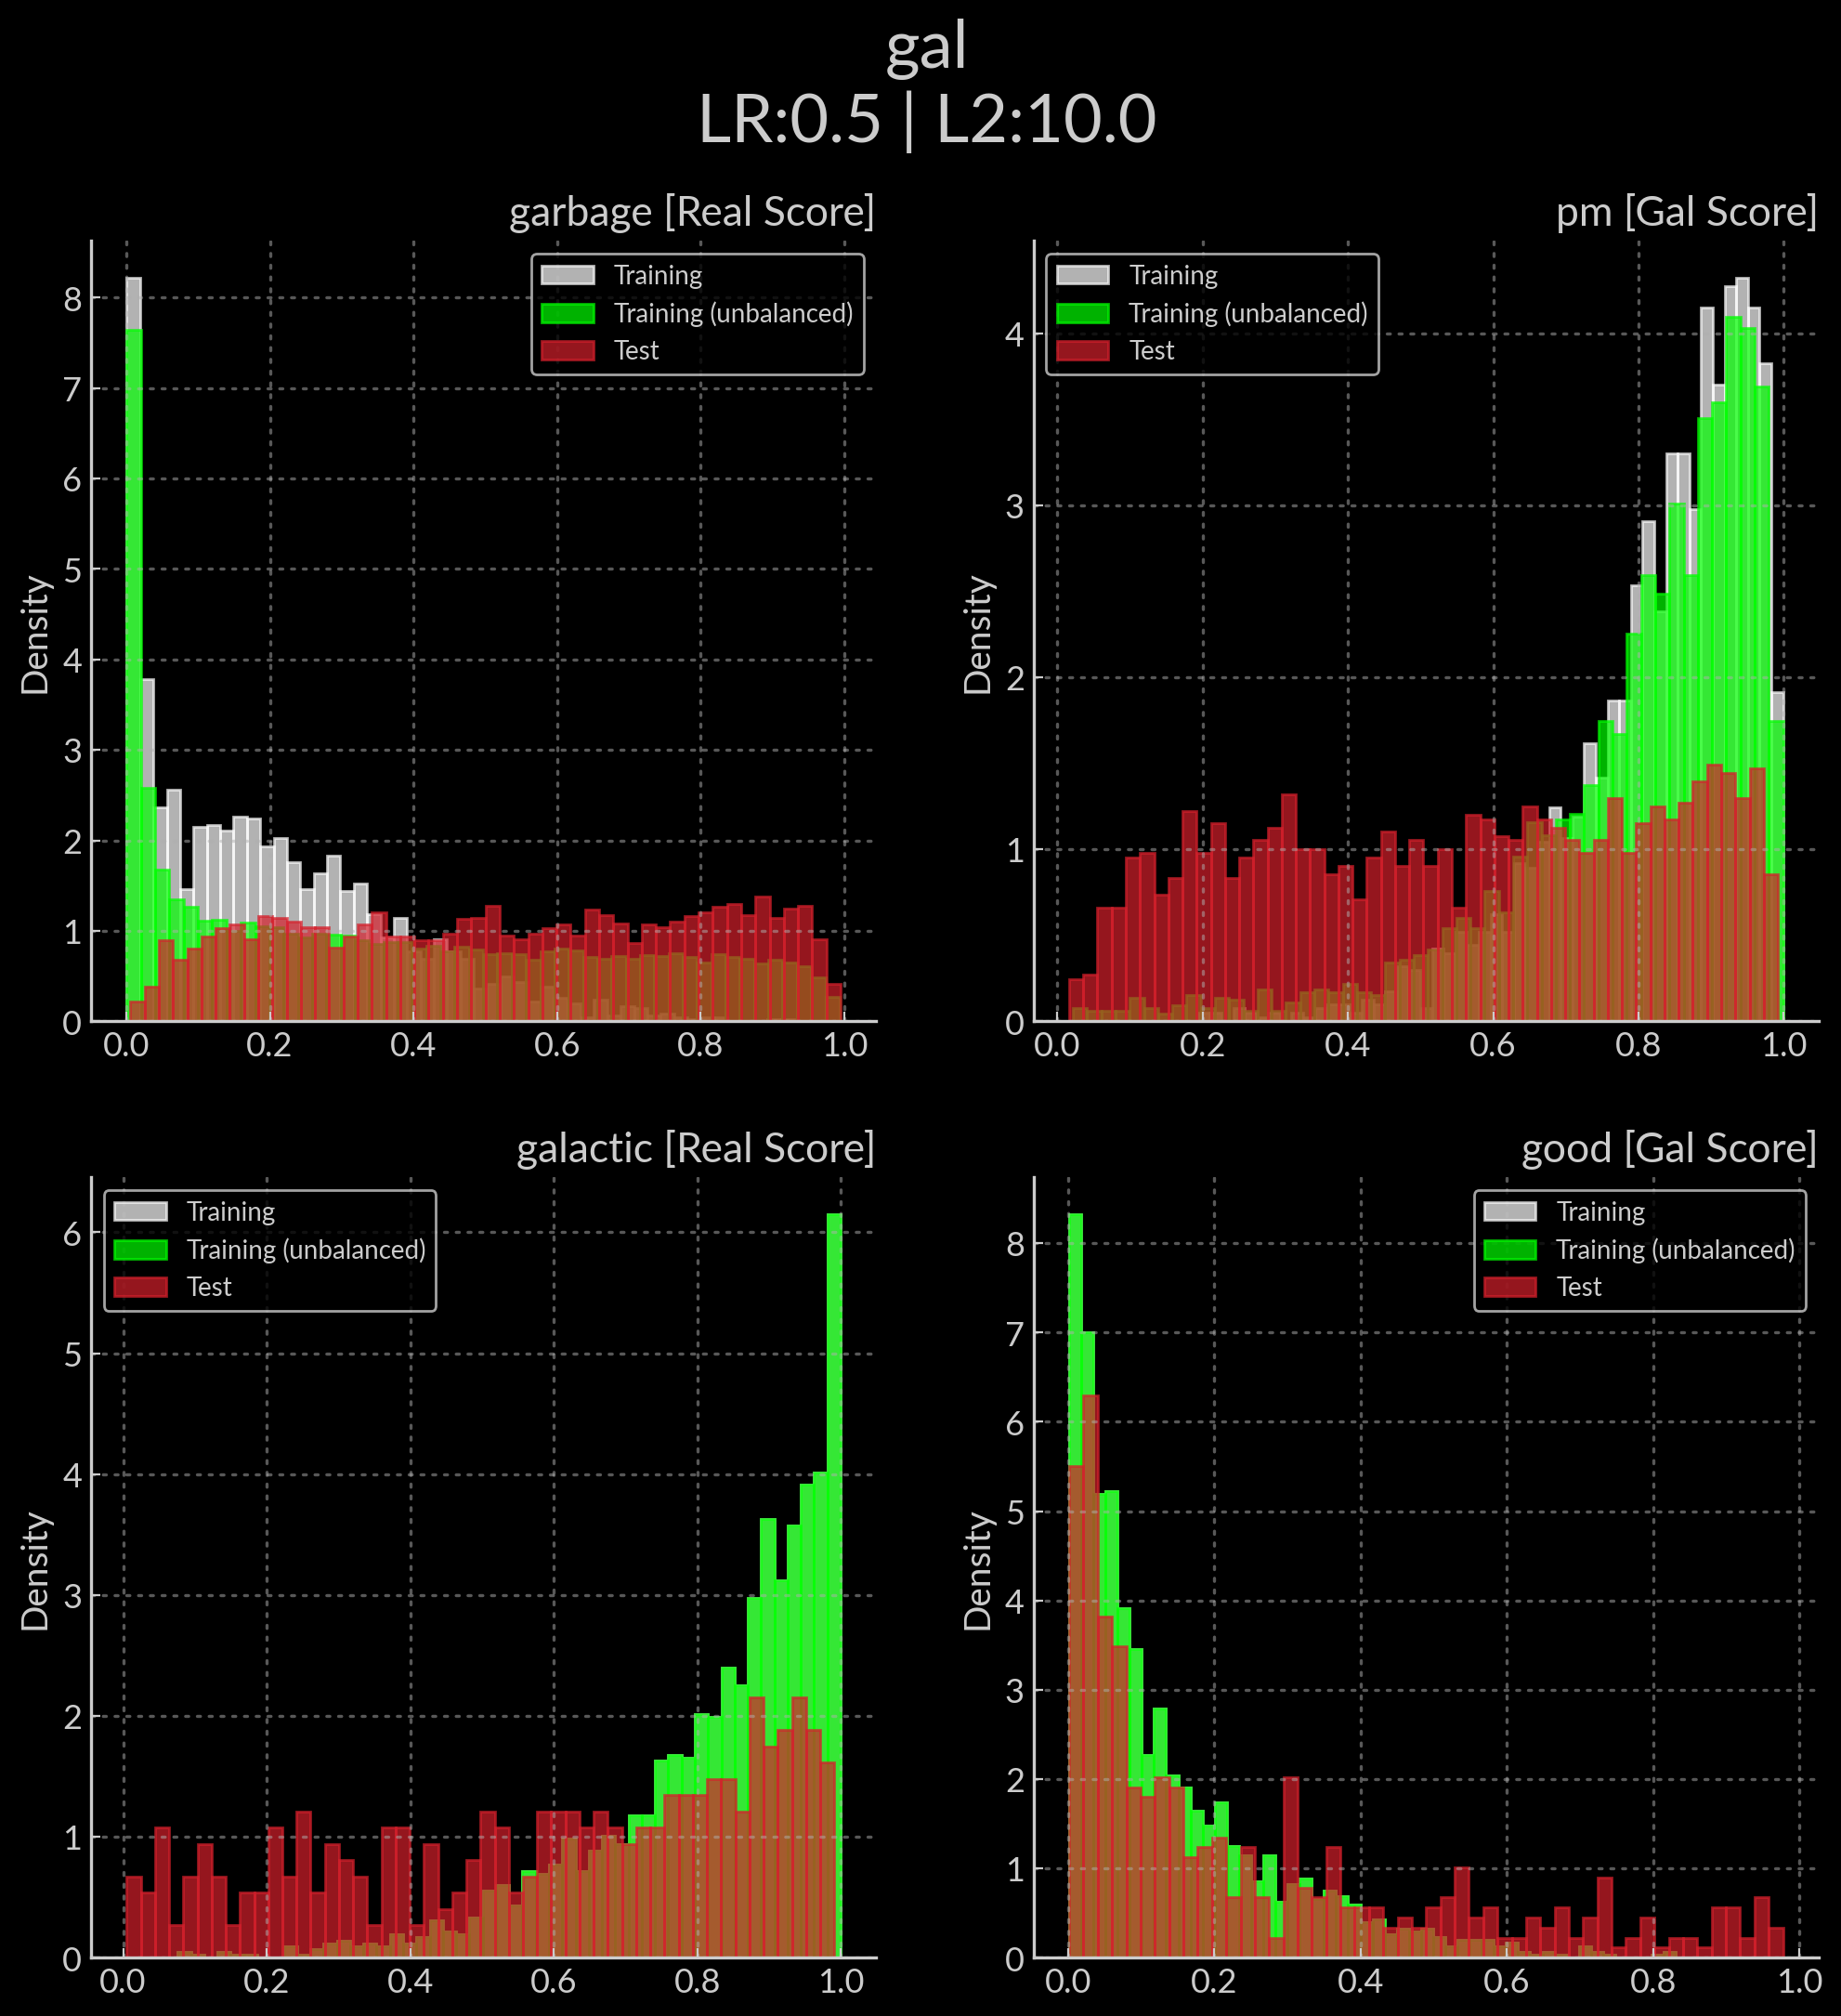 gal
LR:0.5 | L2:10.0
garbage [Real Score]
Training
Training (unbalanced)
Test
Density
8
7
6
5
4
3
2
1
0
0.0 0.2 0.4 0.6 0.8 1.0
pm [Gal Score]
Training
Training (unbalanced)
Test
Density
4
3
2
1
0
0.0 0.2 0.4 0.6 0.8 1.0
galactic [Real Score]
Training
Training (unbalanced)
Test
Density
6
5
4
3
2
1
0
0.0 0.2 0.4 0.6 0.8 1.0
good [Gal Score]
Training
Training (unbalanced)
Test
Density
8
7
6
5
4
3
2
1
0
0.0 0.2 0.4 0.6 0.8 1.0